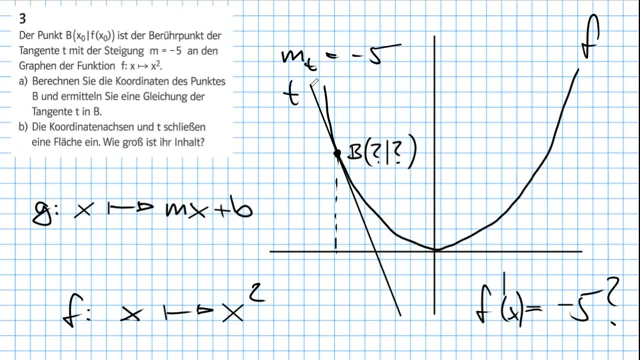 3
Der Punkt B(x₀|f(x₀)) ist der Berührpunkt der
Tangente t mit der Steigung m = −5 an den
Graphen der Funktion f: x ↦ x².
a) Berechnen Sie die Koordinaten des Punktes
B und ermitteln Sie eine Gleichung der
Tangente t in B.
b) Die Koordinatenachsen und t schließen
eine Fläche ein. Wie groß ist ihr Inhalt?
m_t = -5
f
t
B(?|?)
g: x ↦ mx+b
f: x ↦ x²
f'(x) = -5?